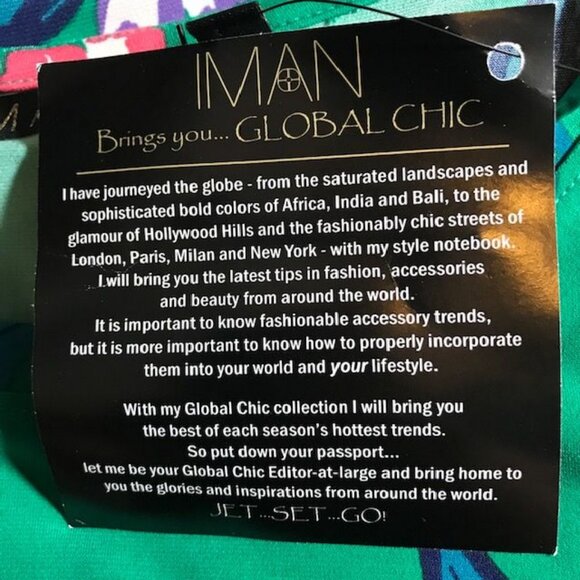 IMAN
Brings you... GLOBAL CHIC
I have journeyed the globe - from the saturated landscapes and
sophisticated bold colors of Africa, India and Bali, to the
glamour of Hollywood Hills and the fashionably chic streets of
London, Paris, Milan and New York - with my style notebook.
I will bring you the latest tips in fashion, accessories
and beauty from around the world.
It is important to know fashionable accessory trends,
but it is more important to know how to properly incorporate
them into your world and your lifestyle.
With my Global Chic collection I will bring you
the best of each season's hottest trends.
So put down your passport...
let me be your Global Chic Editor-at-large and bring home to
you the glories and inspirations from around the world.
JET...SET...GO!